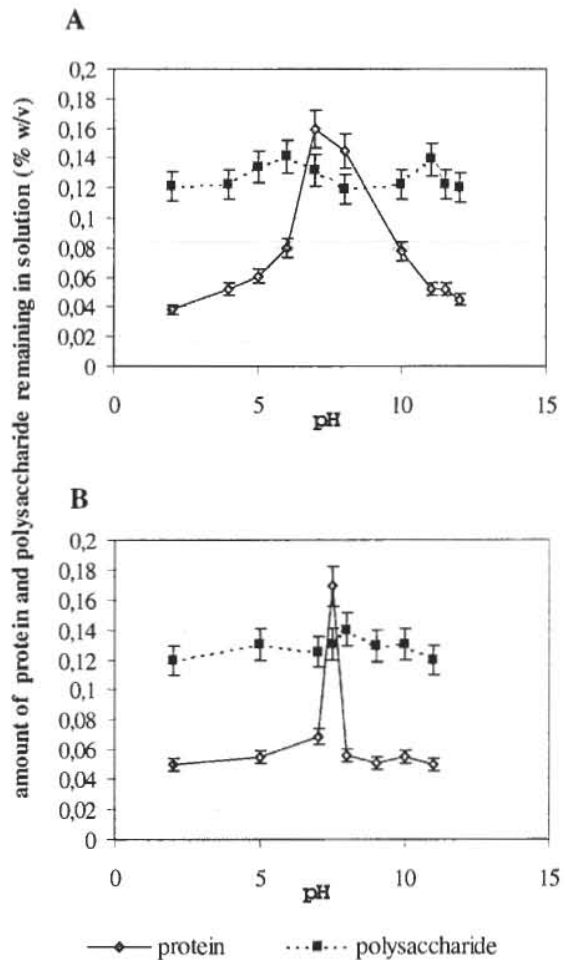 A
amount of protein and polysaccharide remaining in solution (% w/v)
0,2
0,18
0,16
0,14
0,12
0,1
0,08
0,06
0,04
0,02
0
0 5 10 15
pH
B
0,2
0,18
0,16
0,14
0,12
0,1
0,08
0,06
0,04
0,02
0
0 5 10 15
pH
protein polysaccharide